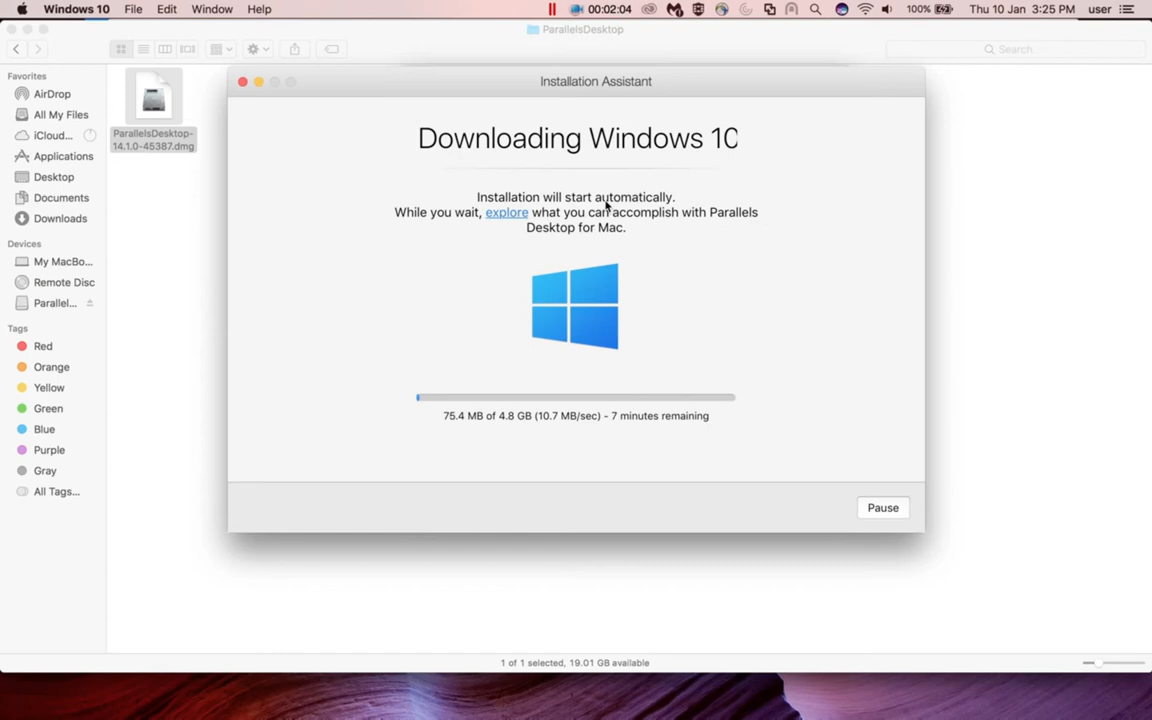 Windows 10 File Edit Window Help 00:02:04 100% Thu 10 Jan 3:25 PM user
ParallelsDesktop
Search
Favorites
AirDrop
All My Files
iCloud...
Applications
Desktop
Documents
Downloads
Devices
My MacBo...
Remote Disc
Parallel...
Tags
Red
Orange
Yellow
Green
Blue
Purple
Gray
All Tags...
ParallelsDesktop-
14.1.0-45387.dmg
Installation Assistant
Downloading Windows 10
Installation will start automatically.
While you wait, explore what you can accomplish with Parallels
Desktop for Mac.
75.4 MB of 4.8 GB (10.7 MB/sec) - 7 minutes remaining
Pause
1 of 1 selected, 19.01 GB available